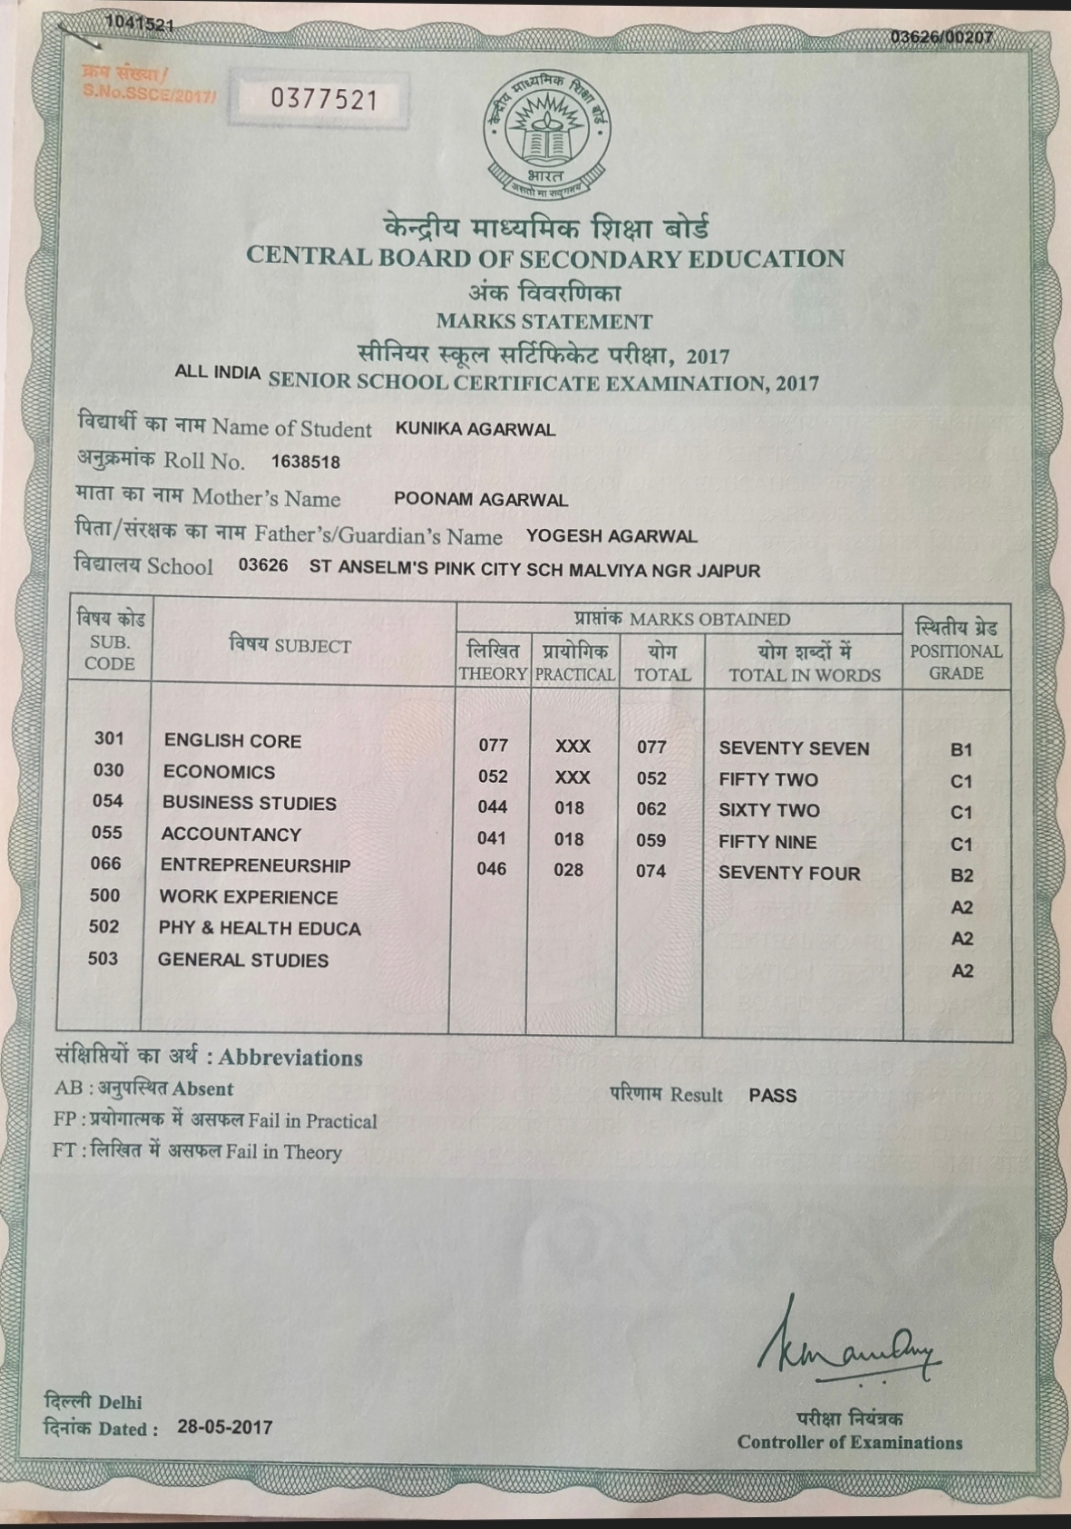 1041521
03626/00207
क्रम संख्या/
S.No.SSCE/2017/
0377521
केन्द्रीय माध्यमिक शिक्षा बोर्ड
भारत
असतो मा सद्गमय
केन्द्रीय माध्यमिक शिक्षा बोर्ड
CENTRAL BOARD OF SECONDARY EDUCATION
अंक विवरणिका
MARKS STATEMENT
सीनियर स्कूल सर्टिफिकेट परीक्षा, 2017
ALL INDIA SENIOR SCHOOL CERTIFICATE EXAMINATION, 2017
विद्यार्थी का नाम Name of Student KUNIKA AGARWAL
अनुक्रमांक Roll No. 1638518
माता का नाम Mother's Name POONAM AGARWAL
पिता/संरक्षक का नाम Father's/Guardian's Name YOGESH AGARWAL
विद्यालय School 03626 ST ANSELM'S PINK CITY SCH MALVIYA NGR JAIPUR
विषय कोड SUB. CODE
विषय SUBJECT
प्राप्तांक MARKS OBTAINED
स्थितीय ग्रेड POSITIONAL GRADE
लिखित THEORY
प्रायोगिक PRACTICAL
योग TOTAL
योग शब्दों में TOTAL IN WORDS
301 ENGLISH CORE 077 XXX 077 SEVENTY SEVEN B1
030 ECONOMICS 052 XXX 052 FIFTY TWO C1
054 BUSINESS STUDIES 044 018 062 SIXTY TWO C1
055 ACCOUNTANCY 041 018 059 FIFTY NINE C1
066 ENTREPRENEURSHIP 046 028 074 SEVENTY FOUR B2
500 WORK EXPERIENCE A2
502 PHY & HEALTH EDUCA A2
503 GENERAL STUDIES A2
संक्षिप्तियों का अर्थ : Abbreviations
AB : अनुपस्थित Absent
परिणाम Result PASS
FP : प्रयोगात्मक में असफल Fail in Practical
FT : लिखित में असफल Fail in Theory
दिल्ली Delhi
दिनांक Dated : 28-05-2017
परीक्षा नियंत्रक
Controller of Examinations